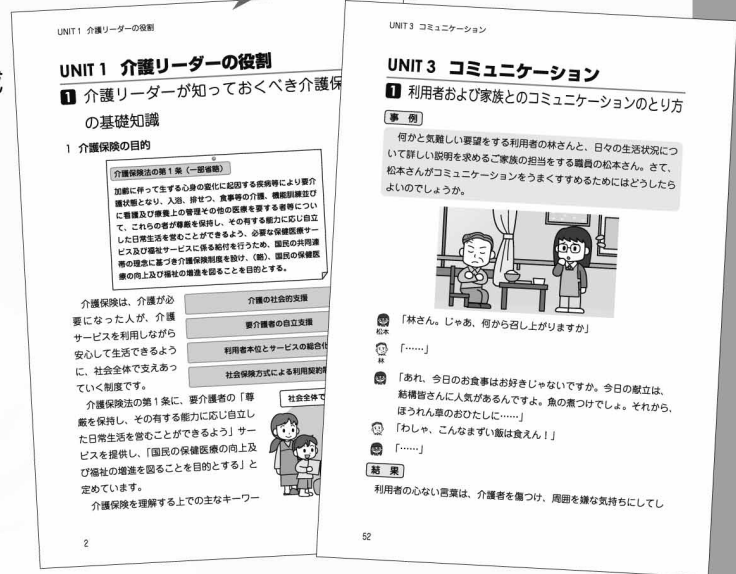 UNIT 1 介護リーダーの役割
UNIT 1 介護リーダーの役割
1 介護リーダーが知っておくべき介護保
の基礎知識
1 介護保険の目的
介護保険法の第1条（一部省略）
加齢に伴って生ずる心身の変化に起因する疾病等により要介
護状態となり、入浴、排せつ、食事等の介護、機能訓練並び
に看護及び療養上の管理その他の医療を要する者等につい
て、これらの者が尊厳を保持し、その有する能力に応じ自立
した日常生活を営むことができるよう、必要な保健医療サー
ビス及び福祉サービスに係る給付を行うため、国民の共同連
帯の理念に基づき介護保険制度を設け、（略）、国民の保健医
療の向上及び福祉の増進を図ることを目的とする。
介護保険は、介護が必
要になった人が、介護
サービスを利用しながら
安心して生活できるよう
に、社会全体で支えあっ
ていく制度です。
介護の社会的支援
要介護者の自立支援
利用者本位とサービスの総合化
社会保険方式による利用契約
介護保険法の第1条に、要介護者の「尊
厳を保持し、その有する能力に応じ自立し
た日常生活を営むことができるよう」サー
ビスを提供し、「国民の保健医療の向上及
び福祉の増進を図ることを目的とする」と
定めています。
介護保険を理解する上での主なキーワー
社会全体で
2
UNIT 3 コミュニケーション
UNIT 3 コミュニケーション
1 利用者および家族とのコミュニケーションのとり方
事 例
何かと気難しい要望をする利用者の林さんと、日々の生活状況につ
いて詳しい説明を求めるご家族の担当をする職員の松本さん。さて、
松本さんがコミュニケーションをうまくすすめるためにはどうしたら
よいのでしょうか。
松本 「林さん。じゃあ、何から召し上がりますか」
林 「……」
「あれ、今日のお食事はお好きじゃないですか。今日の献立は、
結構皆さんに人気があるんですよ。魚の煮つけでしょ。それから、
ほうれん草のおひたしに……」
「わしゃ、こんなまずい飯は食えん！」
「……」
結 果
利用者の心ない言葉は、介護者を傷つけ、周囲を嫌な気持ちにしてし
52